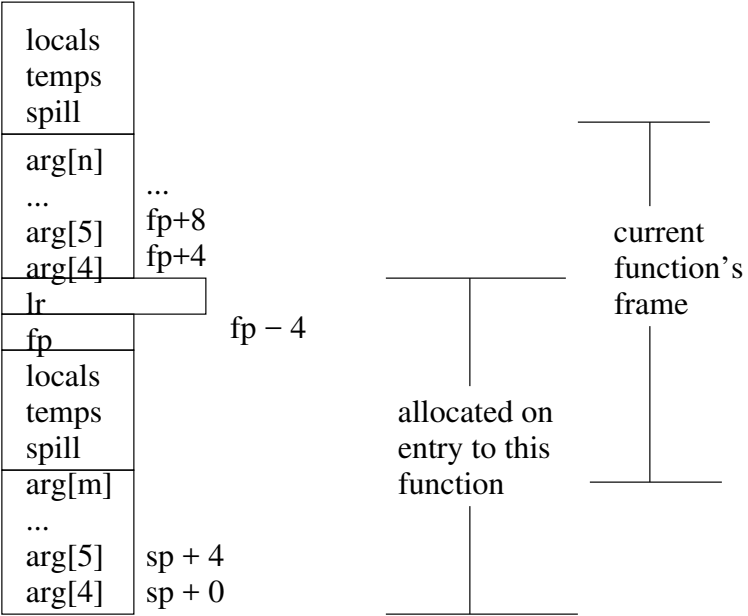 locals
temps
spill
arg[n]
...
arg[5]
arg[4]
...
fp+8
fp+4
lr
fp
fp − 4
locals
temps
spill
arg[m]
...
arg[5]
arg[4]
sp + 4
sp + 0
allocated on
entry to this
function
current
function’s
frame